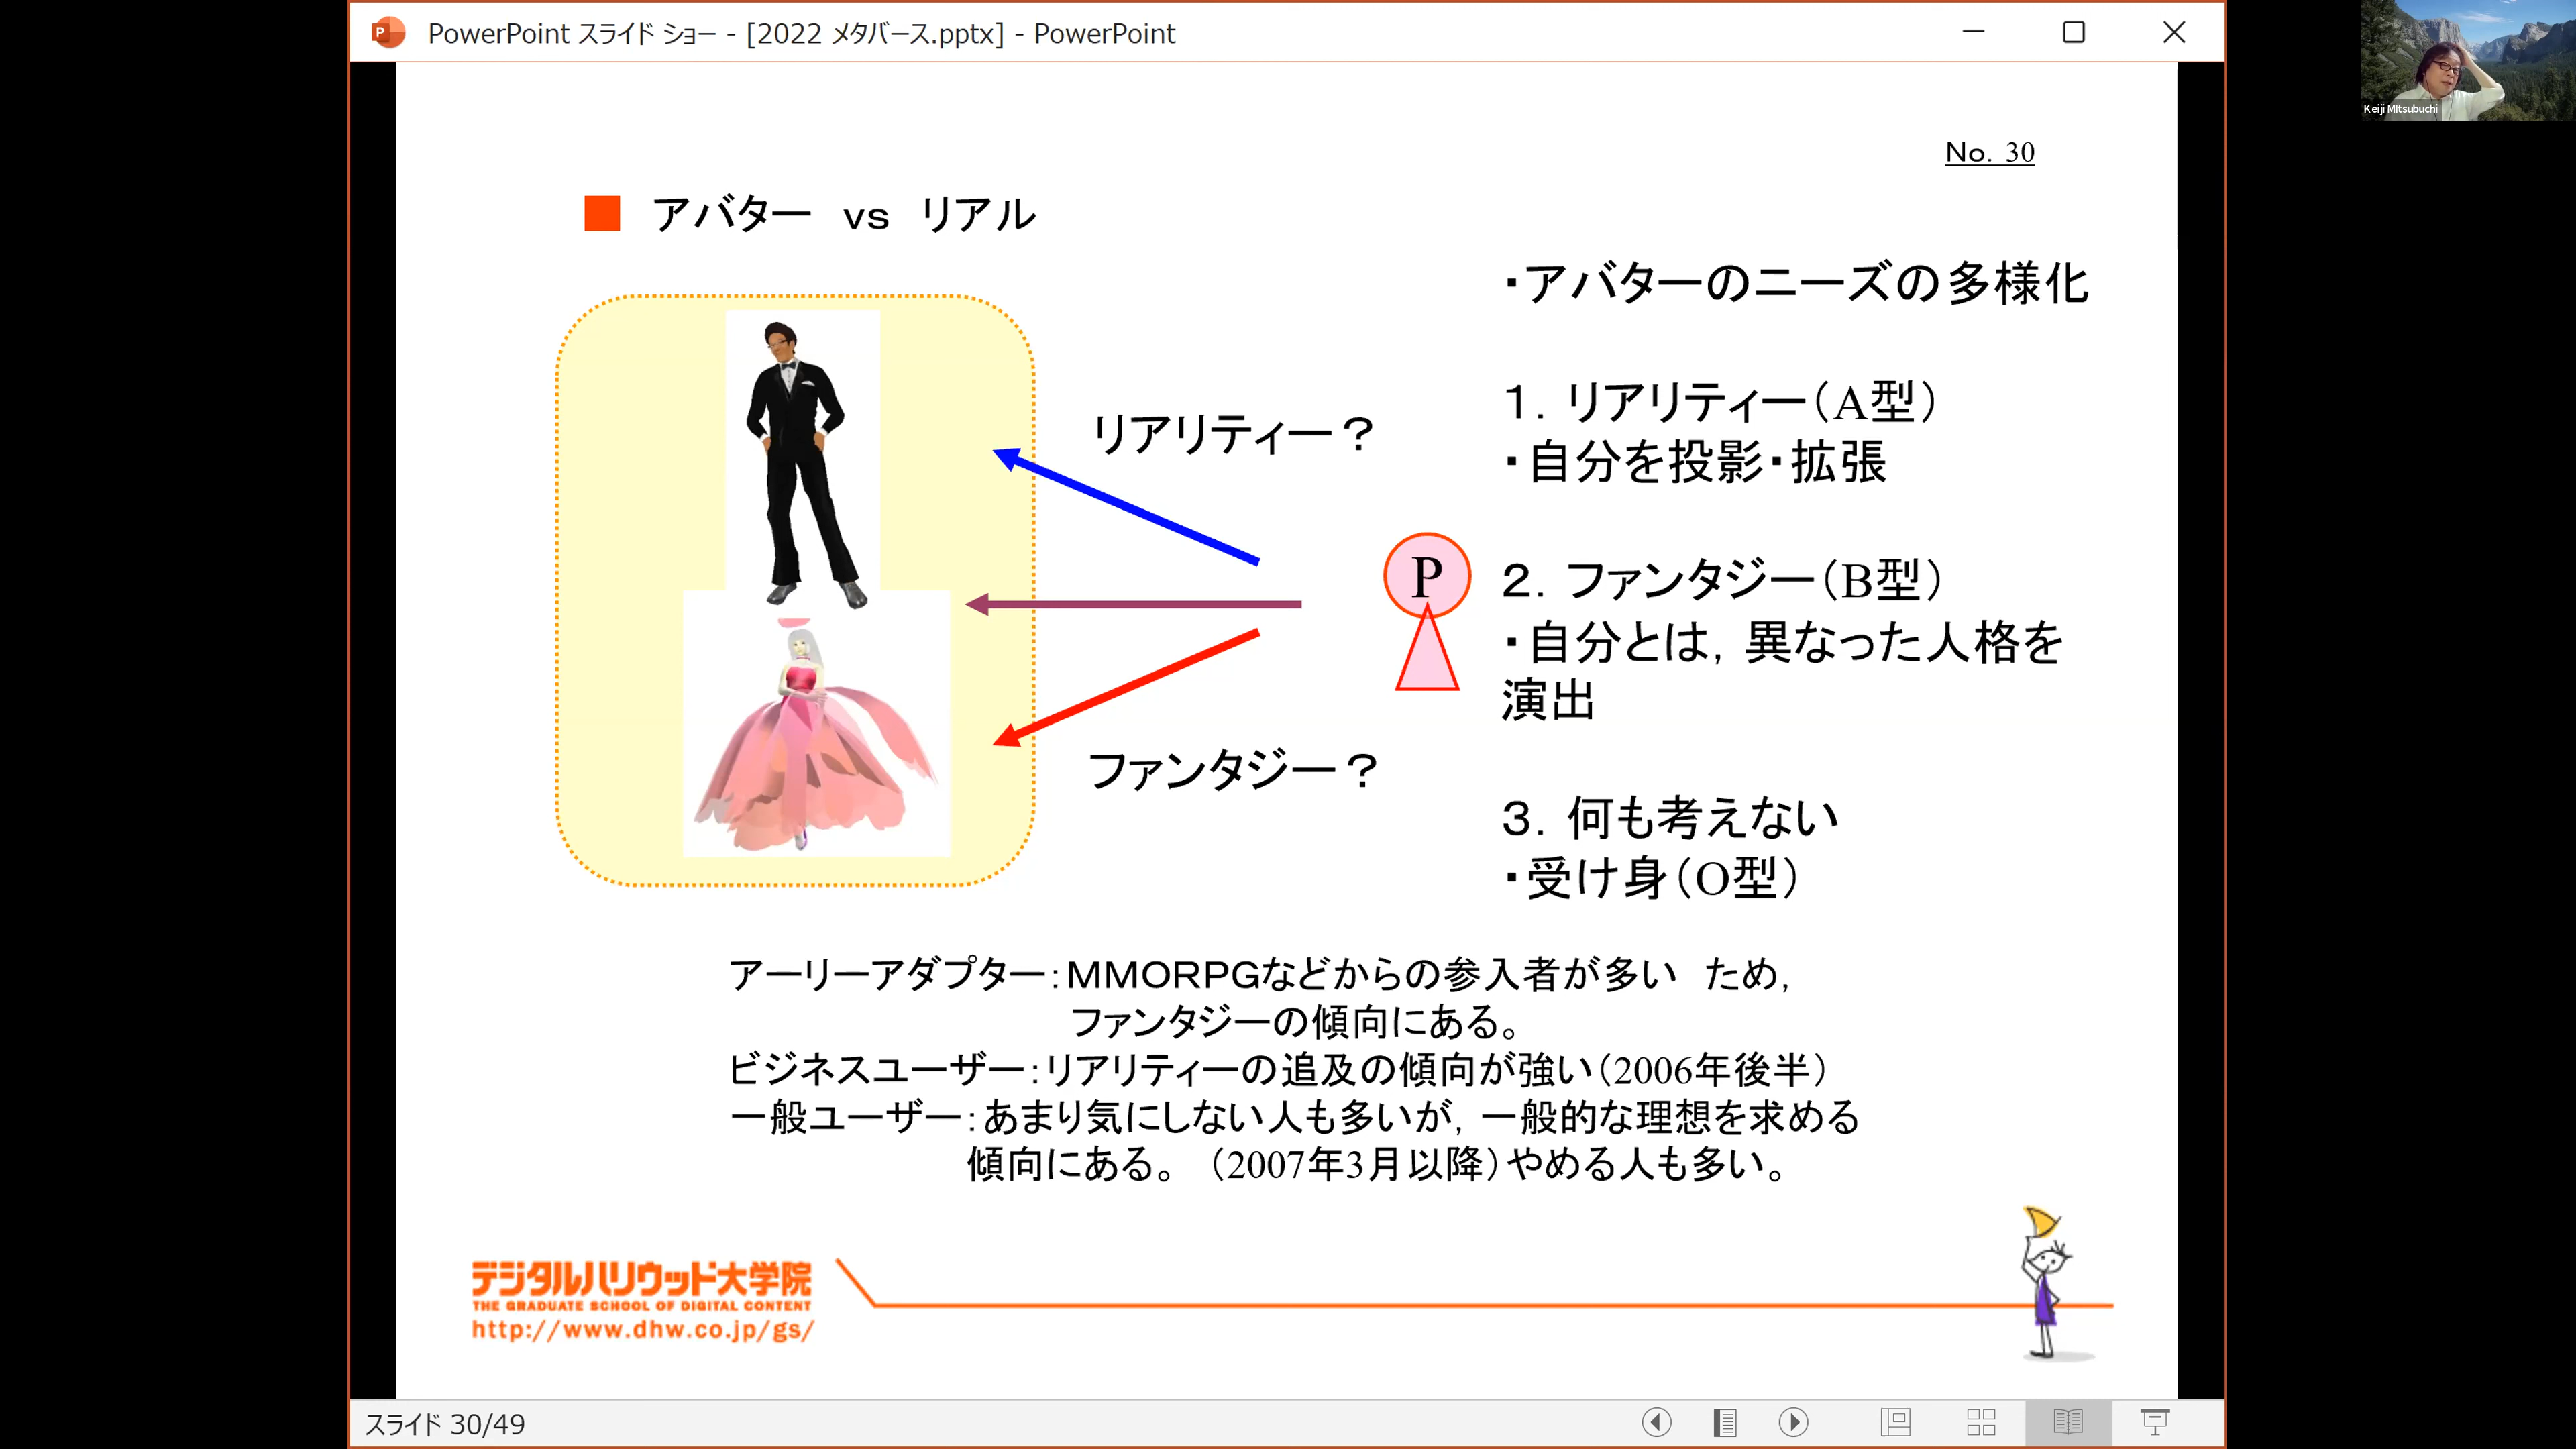 PowerPoint スライド ショー - [2022 メタバース.pptx] - PowerPoint
Keiji MItsubuchi
No. 30
アバター vs リアル
・アバターのニーズの多様化
リアリティー？
1. リアリティー（A型）
・自分を投影・拡張
P
2. ファンタジー（B型）
・自分とは，異なった人格を
演出
ファンタジー？
3. 何も考えない
・受け身（O型）
アーリーアダプター：MMORPGなどからの参入者が多い ため，
ファンタジーの傾向にある。
ビジネスユーザー：リアリティーの追及の傾向が強い（2006年後半）
一般ユーザー：あまり気にしない人も多いが，一般的な理想を求める
傾向にある。（2007年3月以降）やめる人も多い。
デジタルハリウッド大学院
THE GRADUATE SCHOOL OF DIGITAL CONTENT
http://www.dhw.co.jp/gs/
スライド 30/49